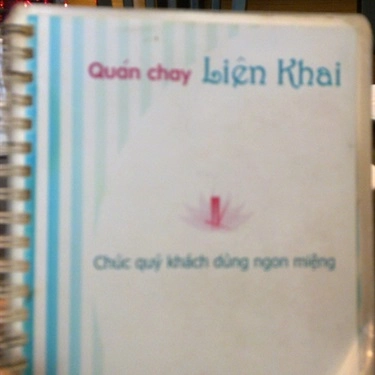 Quán chay Liên Khai
Chúc quý khách dùng ngon miệng